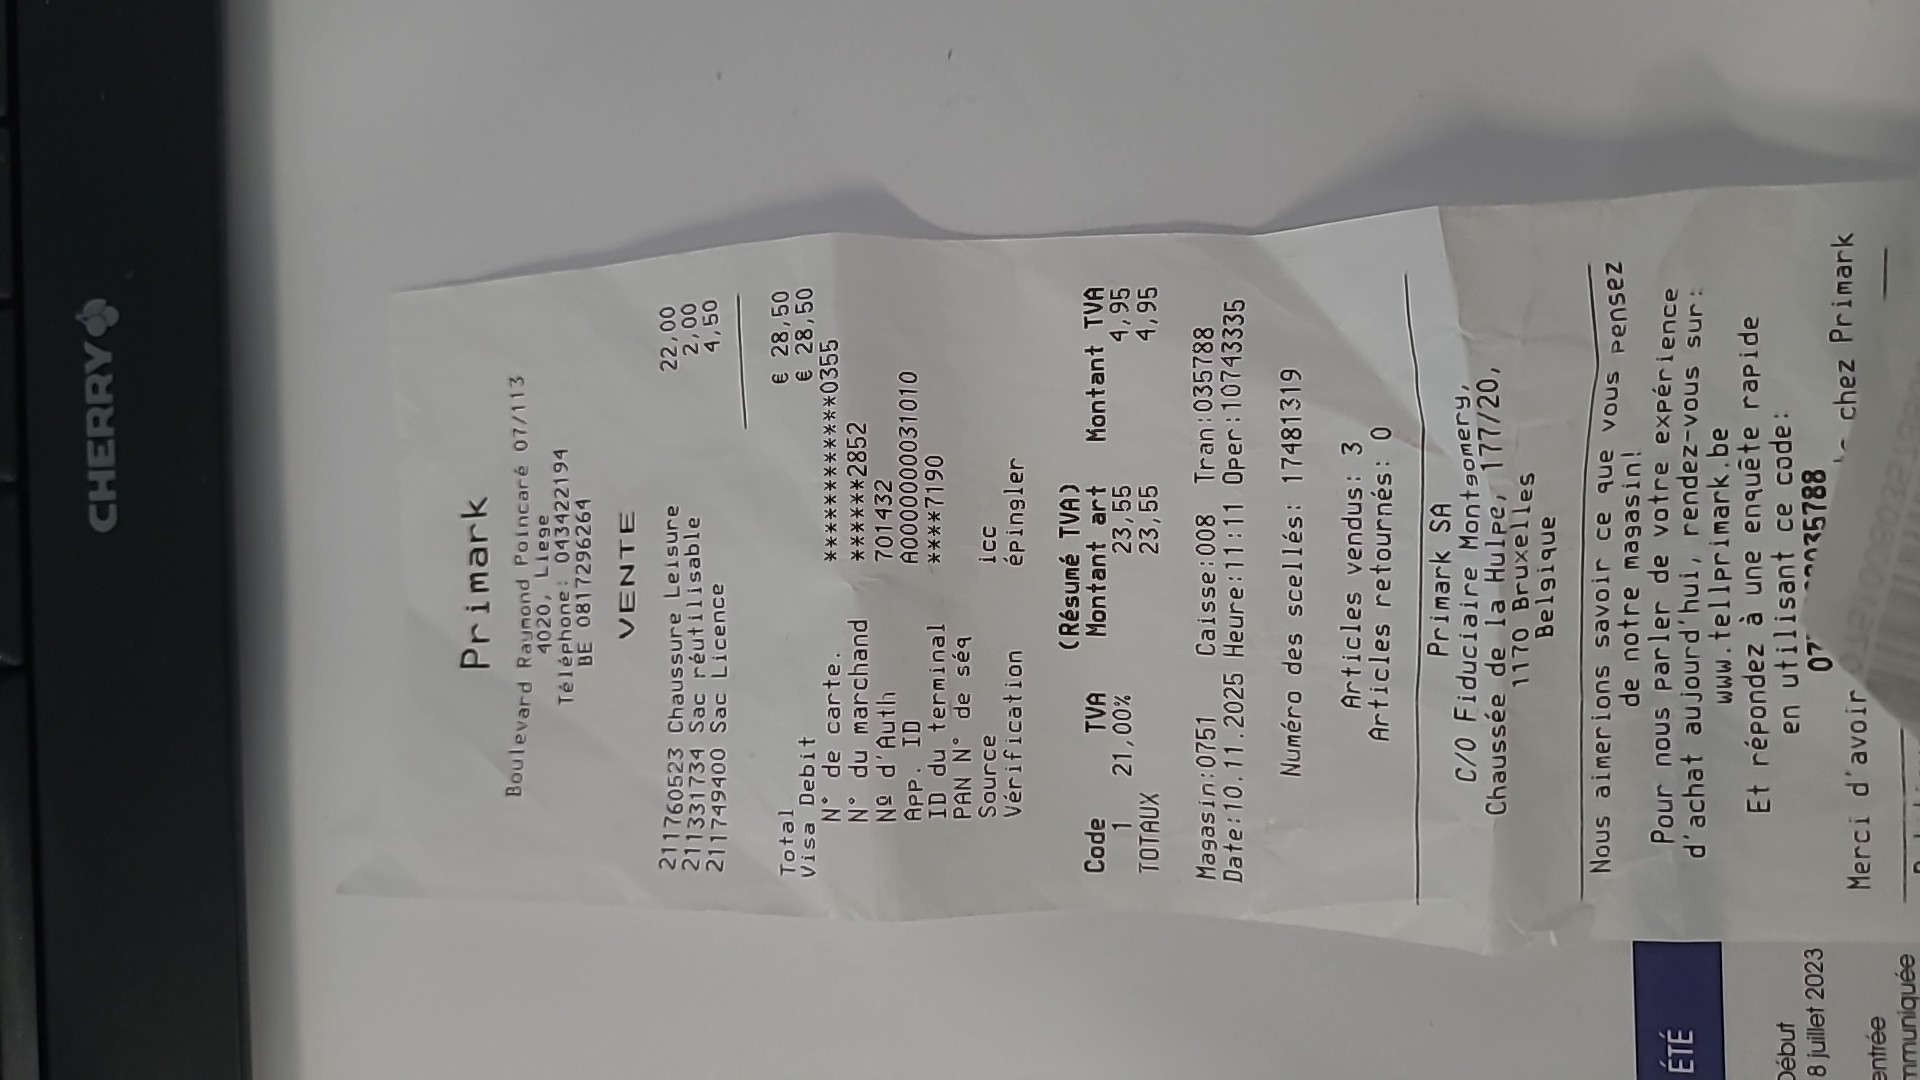 CHERRY
Primark
Boulevard Raymond Poincaré 07/113
4020, Liege
Téléphone: 043422194
BE 0817296264
VENTE
211760523 Chaussure Leisure 22,00
211331734 Sac réutilisable 2,00
211749400 Sac Licence 4,50
Total € 28,50
Visa Debit € 28,50
N° de carte. ***************0355
N° du marchand ******2852
Nº d'Auth 701432
App. ID A0000000031010
ID du terminal ****7190
PAN N° de séq
Source icc
Vérification épingler
(Résumé TVA)
Code TVA Montant art Montant TVA
1 21,00% 23,55 4,95
TOTAUX 23,55 4,95
Magasin:0751 Caisse:008 Tran:035788
Date:10.11.2025 Heure:11:11 Oper:10743335
Numéro des scellés: 17481319
Articles vendus: 3
Articles retournés: 0
Primark SA
C/O Fiduciaire Montgomery,
Chaussée de la Hulpe, 177/20,
1170 Bruxelles
Belgique
Nous aimerions savoir ce que vous pensez
de notre magasin!
Pour nous parler de votre expérience
d'achat aujourd'hui, rendez-vous sur:
www.tellprimark.be
Et répondez à une enquête rapide
en utilisant ce code:
035788
Merci d'avoir chez Primark
ÉTÉ
Début
8 juillet 2023
entrée
mmuniquée